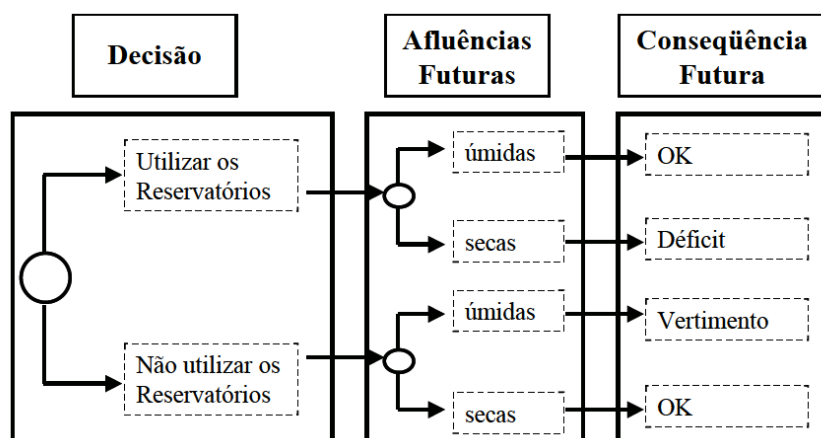 Decisão
Afluências
Futuras
Conseqüência
Futura
Utilizar os
Reservatórios
úmidas
OK
secas
Déficit
Não utilizar os
Reservatórios
úmidas
Vertimento
secas
OK